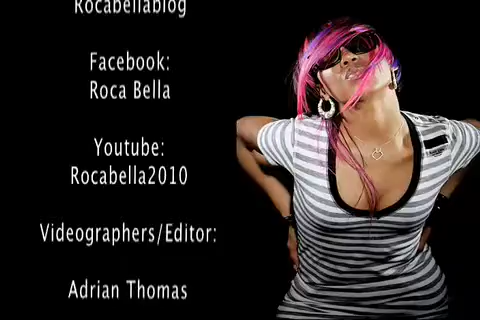 Rocabellablog
Facebook:
Roca Bella
Youtube:
Rocabella2010
Videographers/Editor:
Adrian Thomas